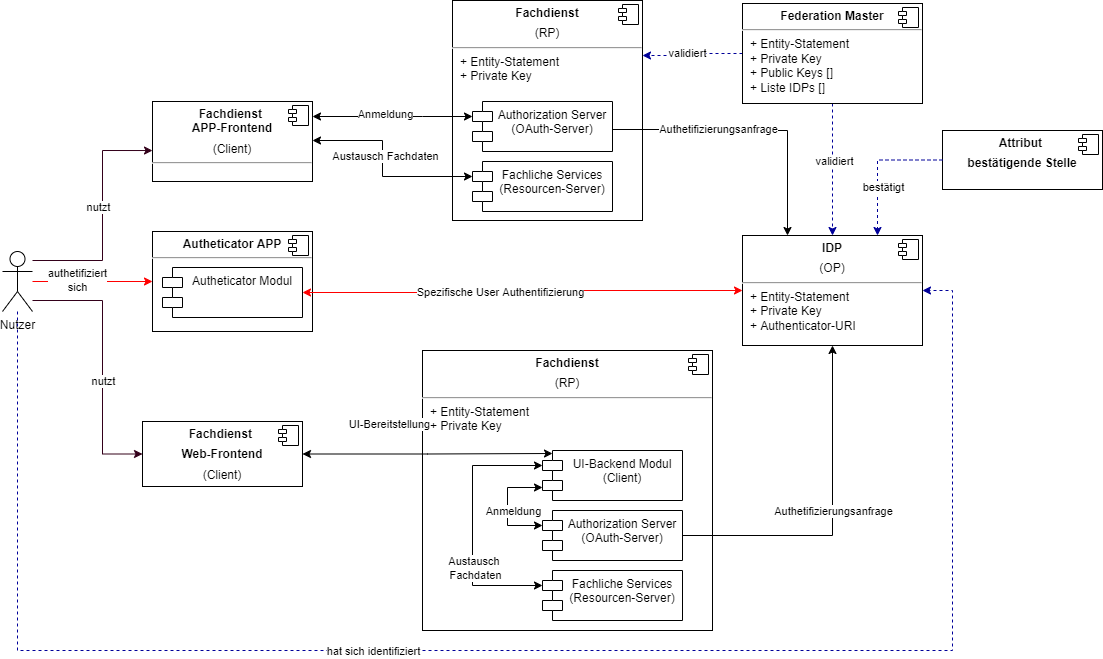 Fachdienst
(RP)
+ Entity-Statement
+ Private Key
Authorization Server
(OAuth-Server)
Fachliche Services
(Resourcen-Server)
Federation Master
+ Entity-Statement
+ Private Key
+ Public Keys []
+ Liste IDPs []
validiert
Fachdienst
APP-Frontend
(Client)
Anmeldung
Austausch Fachdaten
Authetifizierungsanfrage
validiert
Attribut
bestätigende Stelle
bestätigt
nutzt
Autheticator APP
Autheticator Modul
authetifiziert
sich
Nutzer
Spezifische User Authentifizierung
IDP
(OP)
+ Entity-Statement
+ Private Key
+ Authenticator-URI
nutzt
Fachdienst
(RP)
+ Entity-Statement
+ Private Key
UI-Bereitstellung
Fachdienst
Web-Frontend
(Client)
UI-Backend Modul
(Client)
Anmeldung
Authorization Server
(OAuth-Server)
Authetifizierungsanfrage
Austausch
Fachdaten
Fachliche Services
(Resourcen-Server)
hat sich identifiziert